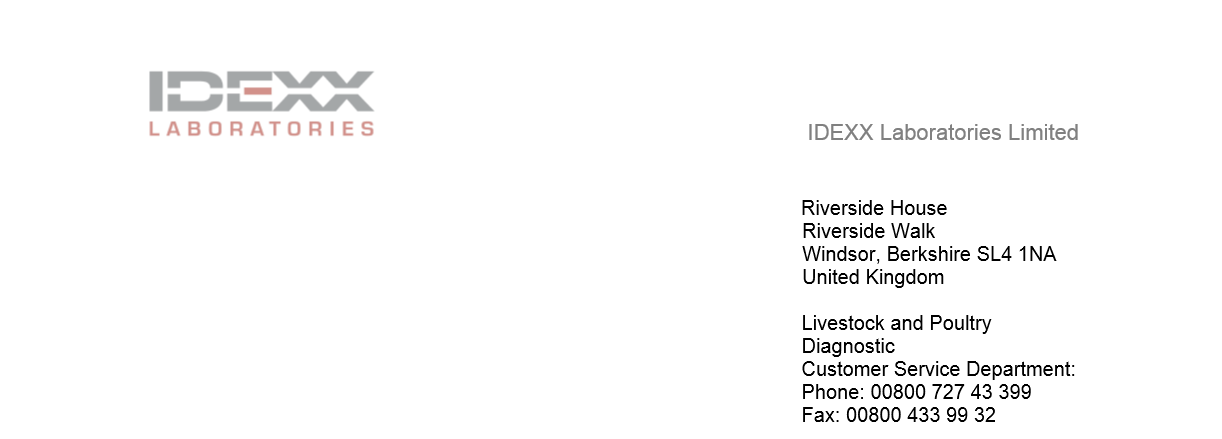 IDEXX
LABORATORIES
IDEXX Laboratories Limited
Riverside House
Riverside Walk
Windsor, Berkshire SL4 1NA
United Kingdom
Livestock and Poultry
Diagnostic
Customer Service Department:
Phone: 00800 727 43 399
Fax: 00800 433 99 32